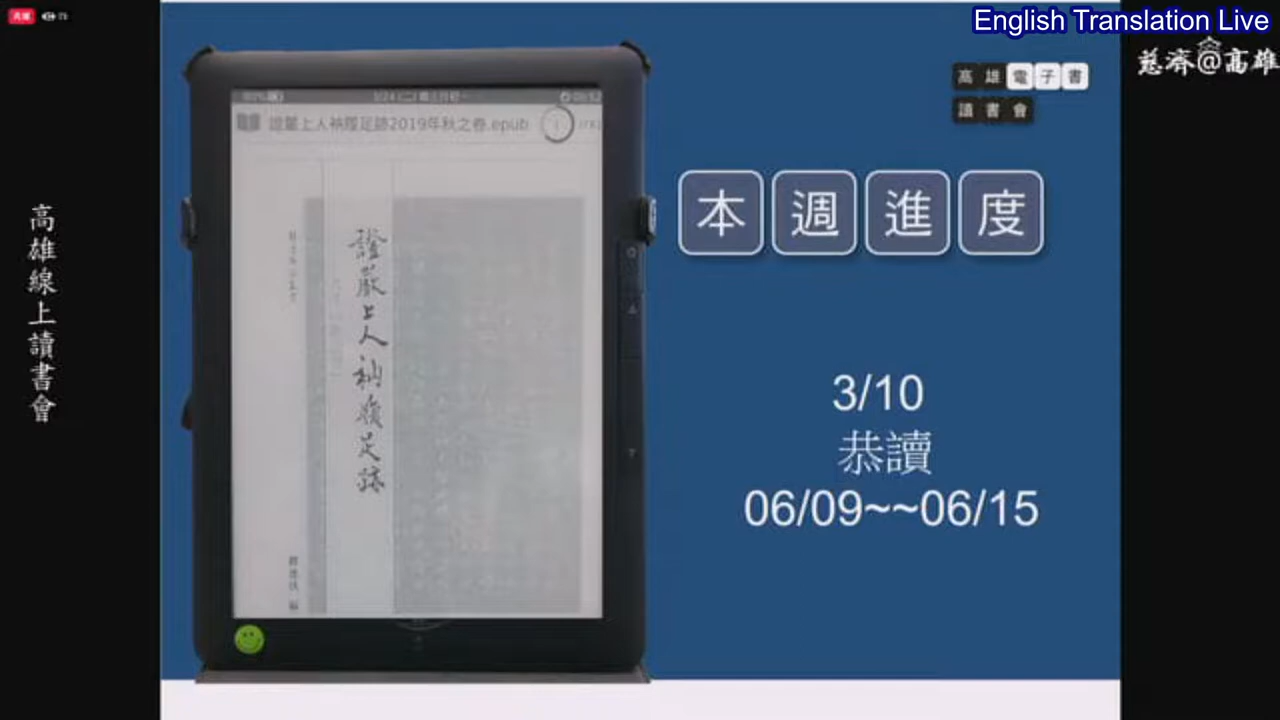 English Translation Live
慈濟@高雄
高雄電子書
讀書會
高雄線上讀書會
本週進度
3/10
恭讀
06/09~~06/15
證嚴上人衲履足跡2019年秋之卷.epub
證嚴上人衲履足跡